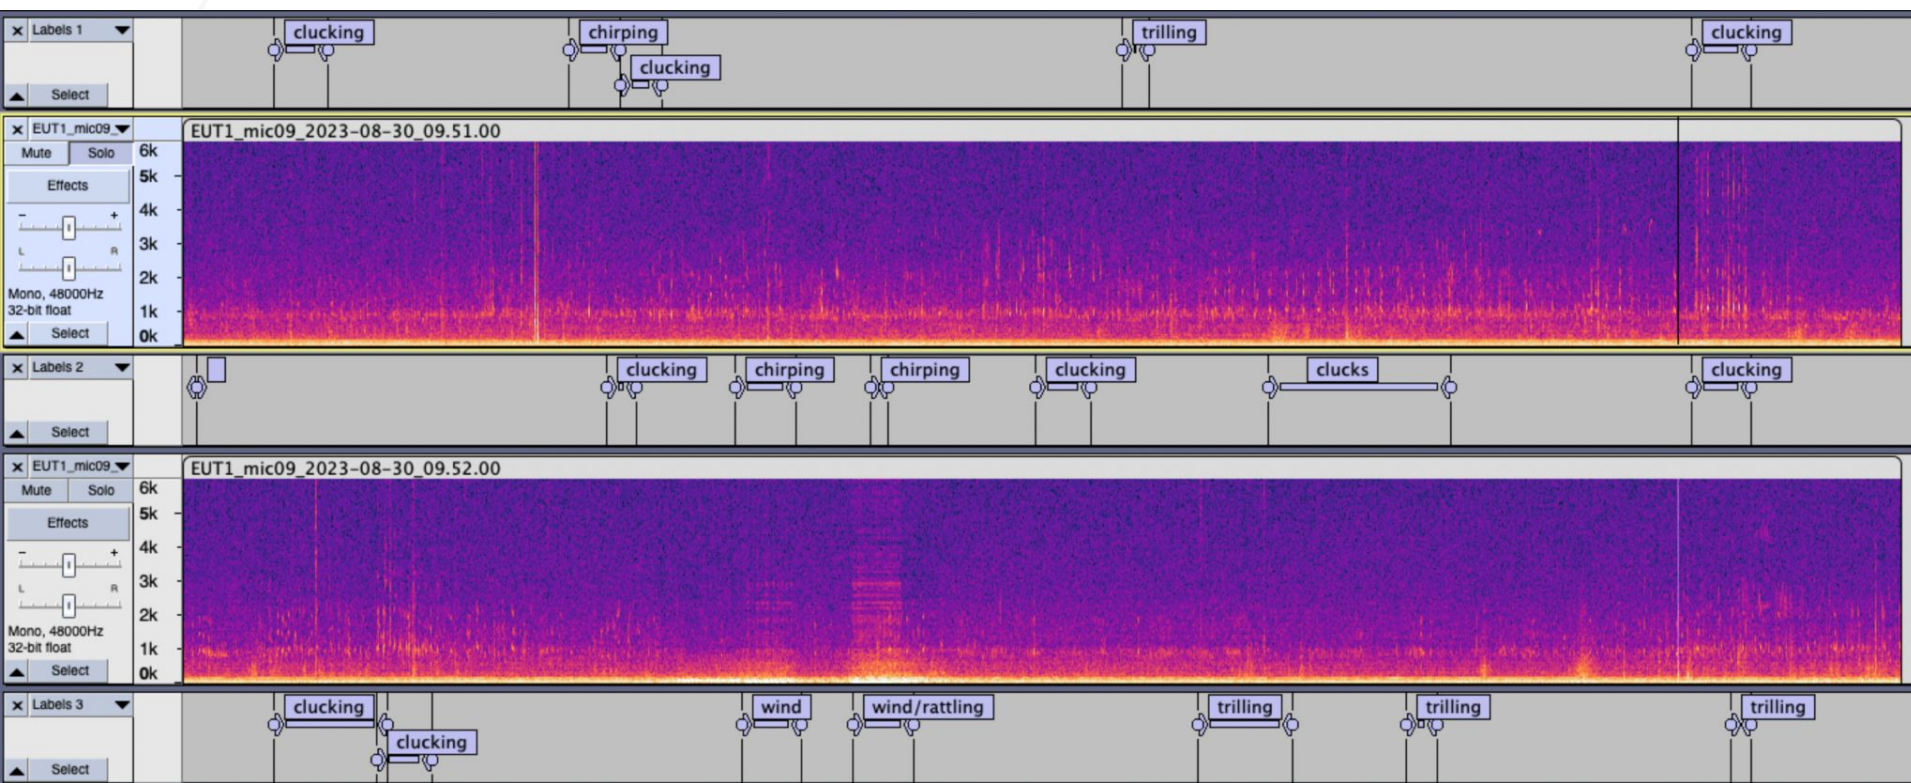 Labels 1
clucking
chirping
trilling
clucking
clucking
Select
EUT1_mic09_
EUT1_mic09_2023-08-30_09.51.00
Mute
Solo
6k
Effects
5k
- +
4k
L R
3k
2k
Mono, 48000Hz
32-bit float
1k
Select
0k
Labels 2
clucking
chirping
chirping
clucking
clucks
clucking
Select
EUT1_mic09_
EUT1_mic09_2023-08-30_09.52.00
Mute
Solo
6k
Effects
5k
- +
4k
L R
3k
2k
Mono, 48000Hz
32-bit float
1k
Select
0k
Labels 3
clucking
wind
wind/rattling
trilling
trilling
trilling
clucking
Select